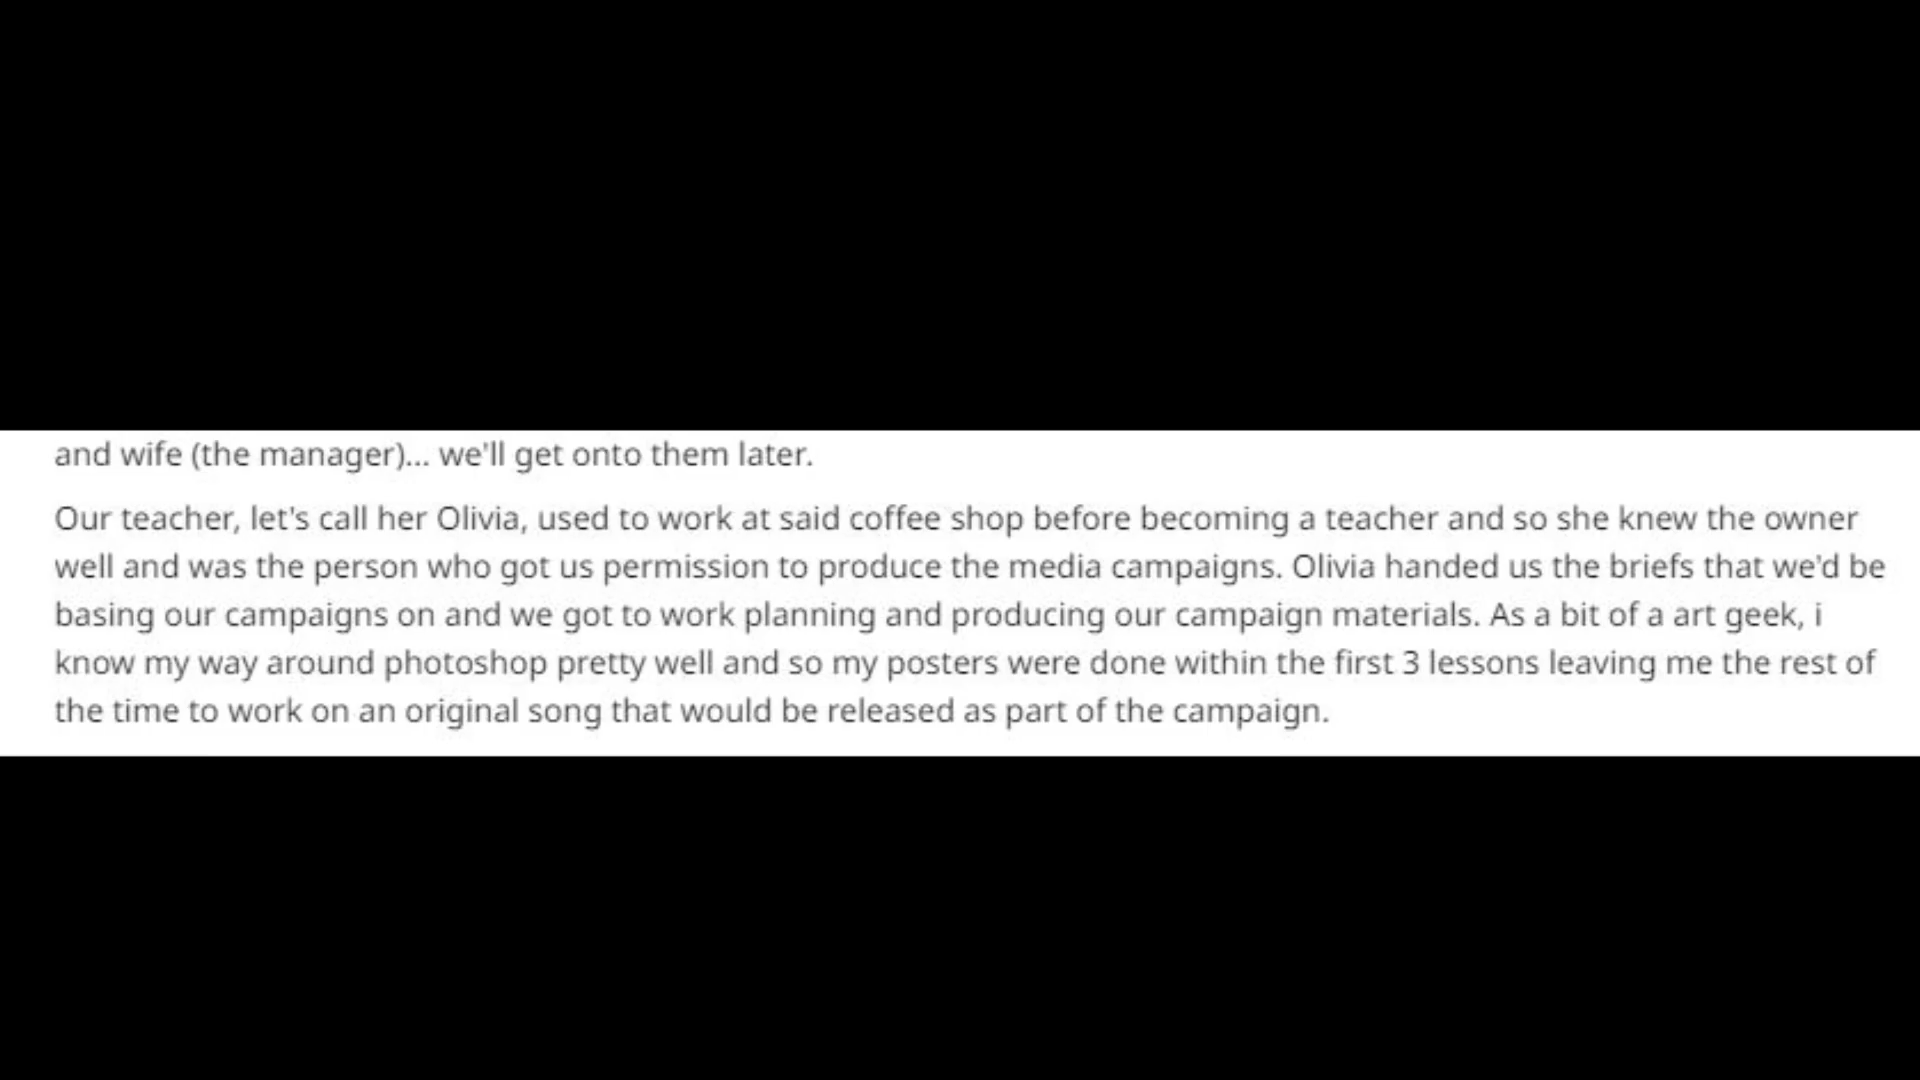 and wife (the manager)... we'll get onto them later.
Our teacher, let's call her Olivia, used to work at said coffee shop before becoming a teacher and so she knew the owner
well and was the person who got us permission to produce the media campaigns. Olivia handed us the briefs that we'd be
basing our campaigns on and we got to work planning and producing our campaign materials. As a bit of a art geek, i
know my way around photoshop pretty well and so my posters were done within the first 3 lessons leaving me the rest of
the time to work on an original song that would be released as part of the campaign.